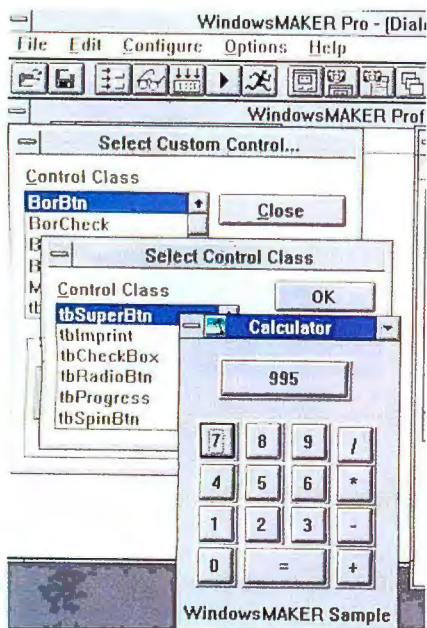 WindowsMAKER Pro - (Dial
File Edit Configure Options Help
WindowsMAKER Prof
Select Custom Control...
Control Class
BorBtn
BorCheck
B
B
M
tb
Close
Select Control Class
Control Class
tbSuperBtn
tbImprint
tbCheckBox
tbRadioBtn
tbProgress
tbSpinBtn
OK
Calculator
995
7 8 9 /
4 5 6 *
1 2 3 -
0 = +
WindowsMAKER Sample